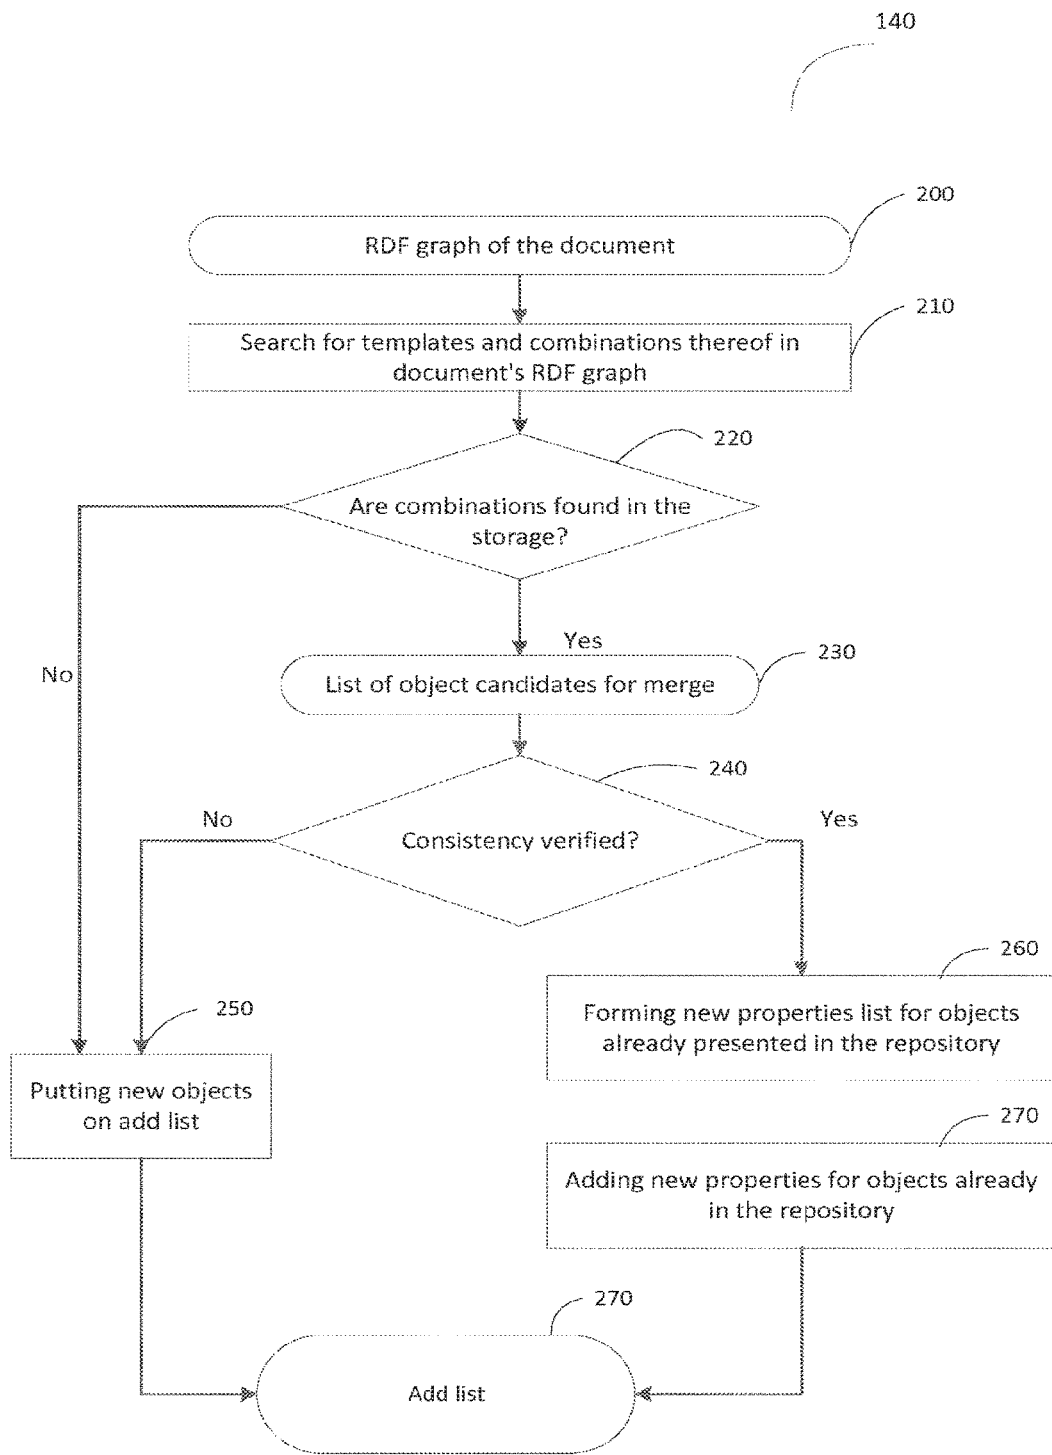 140
200
RDF graph of the document
210
Search for templates and combinations thereof in
document's RDF graph
220
Are combinations found in the
storage?
Yes
No
230
List of object candidates for merge
240
No
Yes
Consistency verified?
260
Forming new properties list for objects
already presented in the repository
250
Putting new objects
on add list
270
Adding new properties for objects already
in the repository
270
Add list